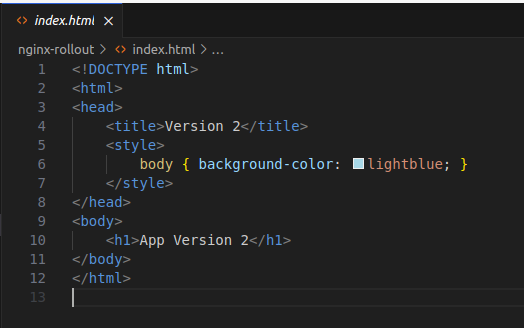 index.html
nginx-rollout > index.html > ...
1 <!DOCTYPE html>
2 <html>
3 <head>
4     <title>Version 2</title>
5     <style>
6         body { background-color: lightblue; }
7     </style>
8 </head>
9 <body>
10     <h1>App Version 2</h1>
11 </body>
12 </html>
13